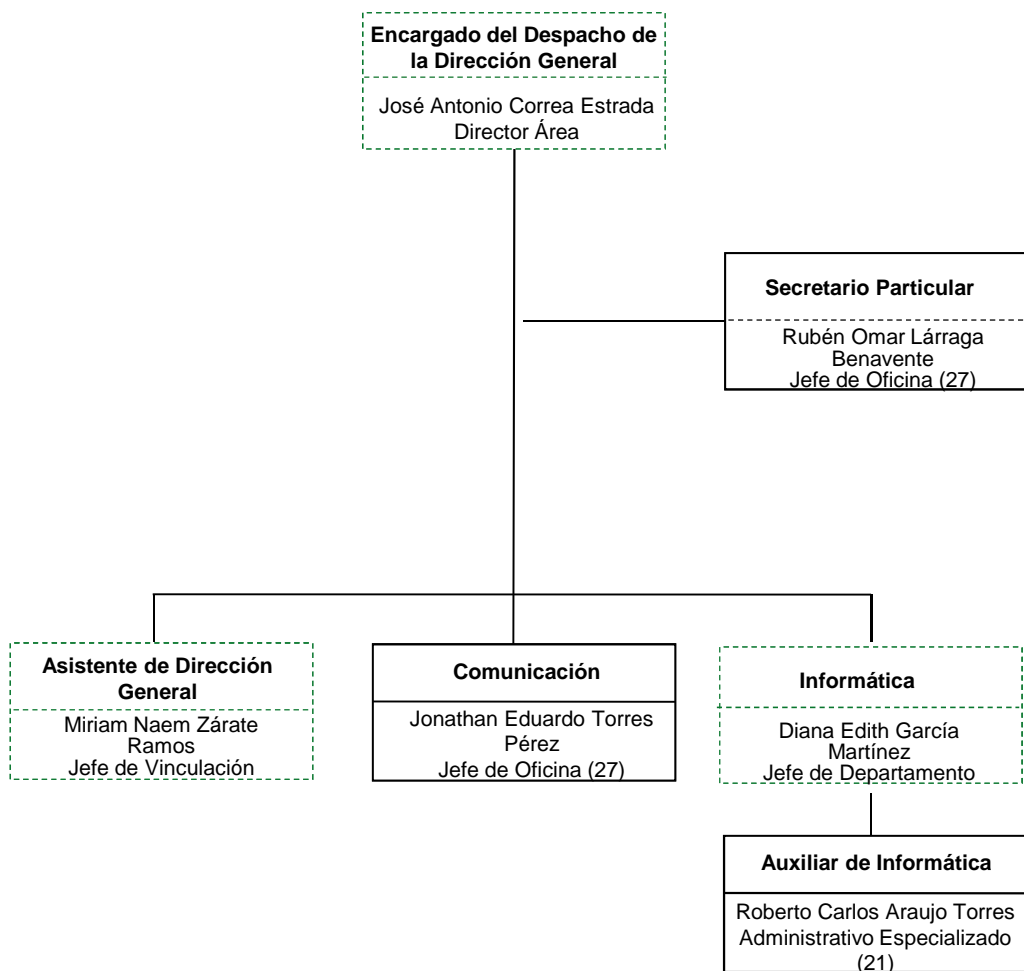 Encargado del Despacho de
la Dirección General
José Antonio Correa Estrada
Director Área
Secretario Particular
Rubén Omar Lárraga
Benavente
Jefe de Oficina (27)
Asistente de Dirección
General
Miriam Naem Zárate
Ramos
Jefe de Vinculación
Comunicación
Jonathan Eduardo Torres
Pérez
Jefe de Oficina (27)
Informática
Diana Edith García
Martínez
Jefe de Departamento
Auxiliar de Informática
Roberto Carlos Araujo Torres
Administrativo Especializado
(21)